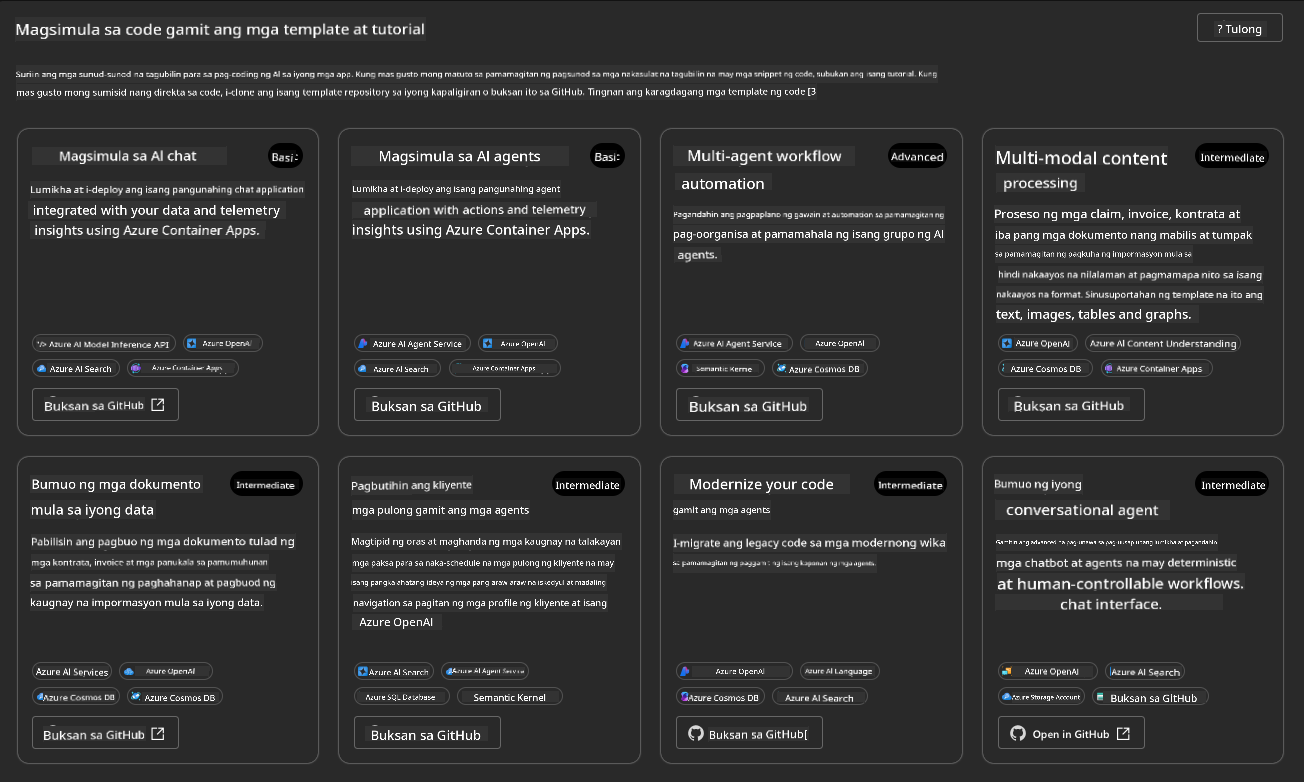 Magsimula sa code gamit ang mga template at tutorial
? Tulong
Suriin ang mga sunud-sunod na tagubilin para sa pag-coding ng AI sa iyong mga app. Kung mas gusto mong matuto sa pamamagitan ng pagsunod sa mga nakasulat na tagubilin na may mga snippet ng code, subukan ang isang tutorial. Kung
mas gusto mong sumisid nang direkta sa code, i-clone ang isang template repository sa iyong kapaligiran o buksan ito sa GitHub. Tingnan ang karagdagang mga template ng code [3
Magsimula sa AI chat
Basi
Lumikha at i-deploy ang isang pangunahing chat application
integrated with your data and telemetry
insights using Azure Container Apps.
Azure AI Model Inference API
Azure OpenAI
Azure AI Search
Azure Container Apps
Buksan sa GitHub
Magsimula sa AI agents
Basi
Lumikha at i-deploy ang isang pangunahing agent
application with actions and telemetry
insights using Azure Container Apps.
Azure AI Agent Service
Azure OpenAI
Azure AI Search
Azure Container Apps
Buksan sa GitHub
Multi-agent workflow
Advanced
automation
Pagandahin ang pagpaplano ng gawain at automation sa pamamagitan ng
pag-oorganisa at pamamahala ng isang grupo ng AI
agents.
Azure AI Agent Service
Azure OpenAI
Semantic Kerne
Azure Cosmos DB
Buksan sa GitHub
Multi-modal content
Intermediate
processing
Proseso ng mga claim, invoice, kontrata at
iba pang mga dokumento nang mabilis at tumpak
sa pamamagitan ng pagkuha ng impormasyon mula sa
hindi nakaayos na nilalaman at pagmamapa nito sa isang
nakaayos na format. Sinusuportahan ng template na ito ang
text, images, tables and graphs.
Azure OpenAI
Azure AI Content Understanding
Azure Cosmos DB
Azure Container Apps
Buksan sa GitHub
Bumuo ng mga dokumento
Intermediate
mula sa iyong data
Pabilisin ang pagbuo ng mga dokumento tulad ng
mga kontrata, invoice at mga panukala sa pamumuhunan
sa pamamagitan ng paghahanap at pagbuod ng
kaugnay na impormasyon mula sa iyong data.
Azure AI Services
Azure OpenAI
Azure Cosmos DB
Azure Cosmos DB
Buksan sa GitHub
Pagbutihin ang kliyente
Intermediate
mga pulong gamit ang mga agents
Magtipid ng oras at maghanda ng mga kaugnay na talakayan
mga paksa para sa naka-schedule na mga pulong ng kliyente na may
isang pangka ahatang ideya ng mga pang araw araw na iskedyul at madaling
navigation sa pagitan ng mga profile ng kliyente at isang
Azure OpenAI
Azure AI Search
Azure AI Agent Service
Azure SQL Database
Semantic Kernel
Buksan sa GitHub
Modernize your code
Intermediate
gamit ang mga agents
I-migrate ang legacy code sa mga modernong wika
sa pamamagitan ng paggamit ng isang koponan ng mga agents.
Azure OpenAI
Azure AI Language
Azure Cosmos DB
Azure AI Search
Buksan sa GitHub[
Bumuo ng iyong
Intermediate
conversational agent
Gamitin ang advanced na pag-unawa sa pag-uusap upang lumikha at pagandahin
mga chatbot at agents na may deterministic
at human-controllable workflows.
chat interface.
Azure OpenAI
Azure AI Search
Azure Storage Account
Buksan sa GitHub
Open in GitHub